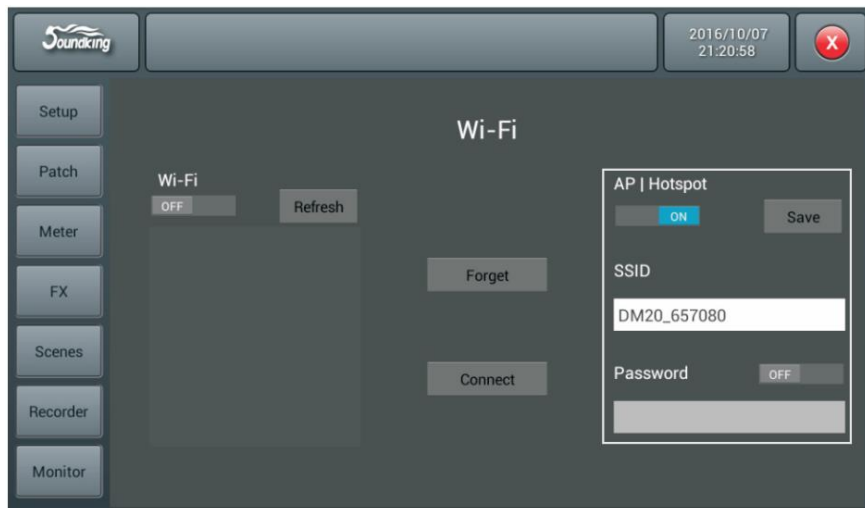 Soundking
2016/10/07
21:20:58
X
Setup
Patch
Meter
FX
Scenes
Recorder
Monitor
Wi-Fi
Wi-Fi
OFF
Refresh
Forget
Connect
AP | Hotspot
ON
Save
SSID
DM20_657080
Password
OFF